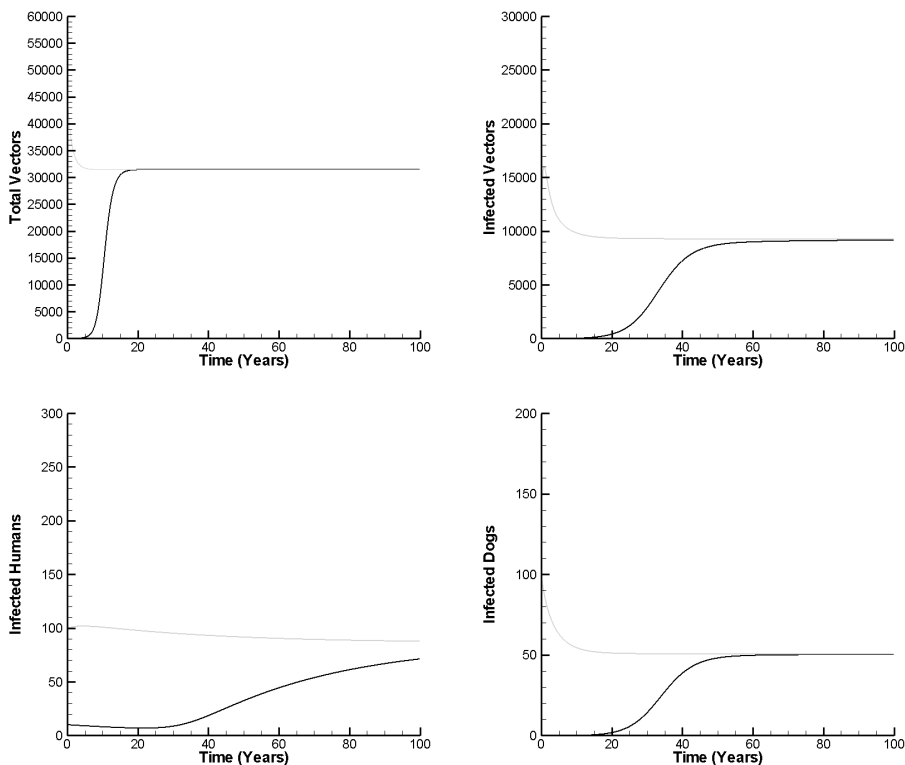 Total Vectors
60000
55000
50000
45000
40000
35000
30000
25000
20000
15000
10000
5000
0
0 20 40 60 80 100
Time (Years)
Infected Vectors
30000
25000
20000
15000
10000
5000
0
0 20 40 60 80 100
Time (Years)
Infected Humans
300
250
200
150
100
50
0
0 20 40 60 80 100
Time (Years)
Infected Dogs
200
150
100
50
0
0 20 40 60 80 100
Time (Years)